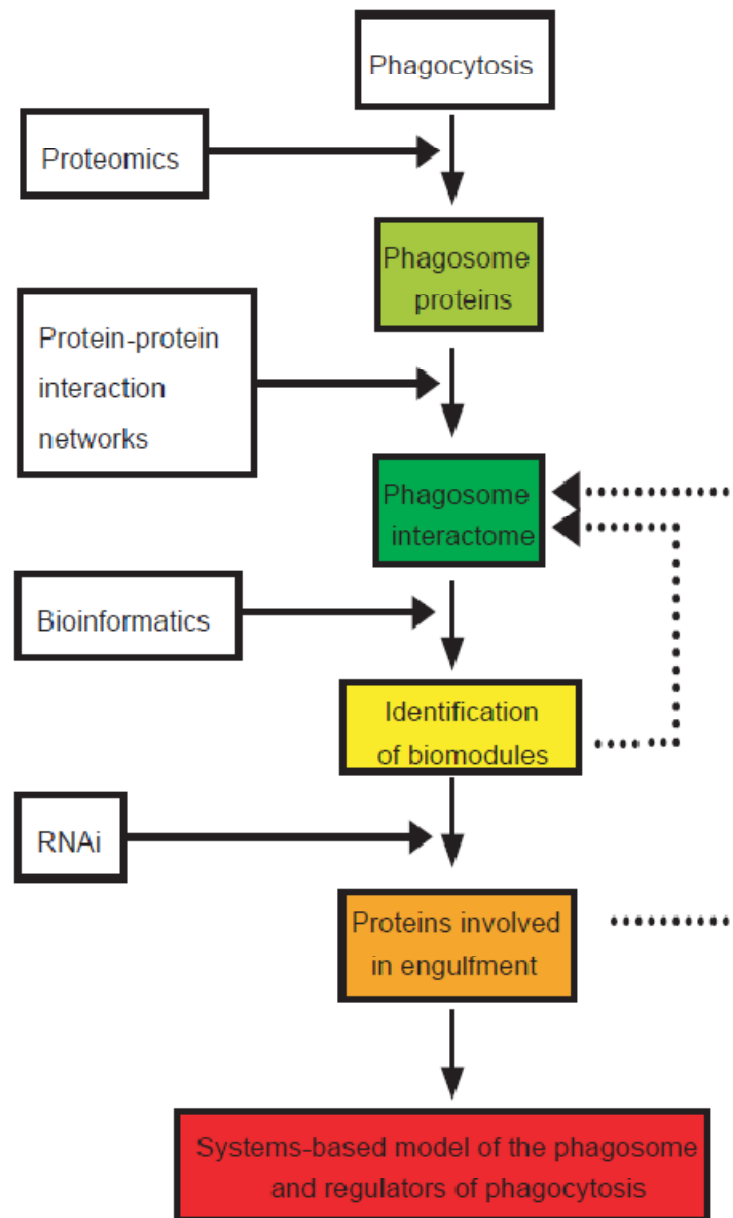 Phagocytosis
Proteomics
Phagosome
proteins
Protein-protein
interaction
networks
Phagosome
interactome
Bioinformatics
Identification
of biomodules
RNAi
Proteins involved
in engulfment
Systems-based model of the phagosome
and regulators of phagocytosis